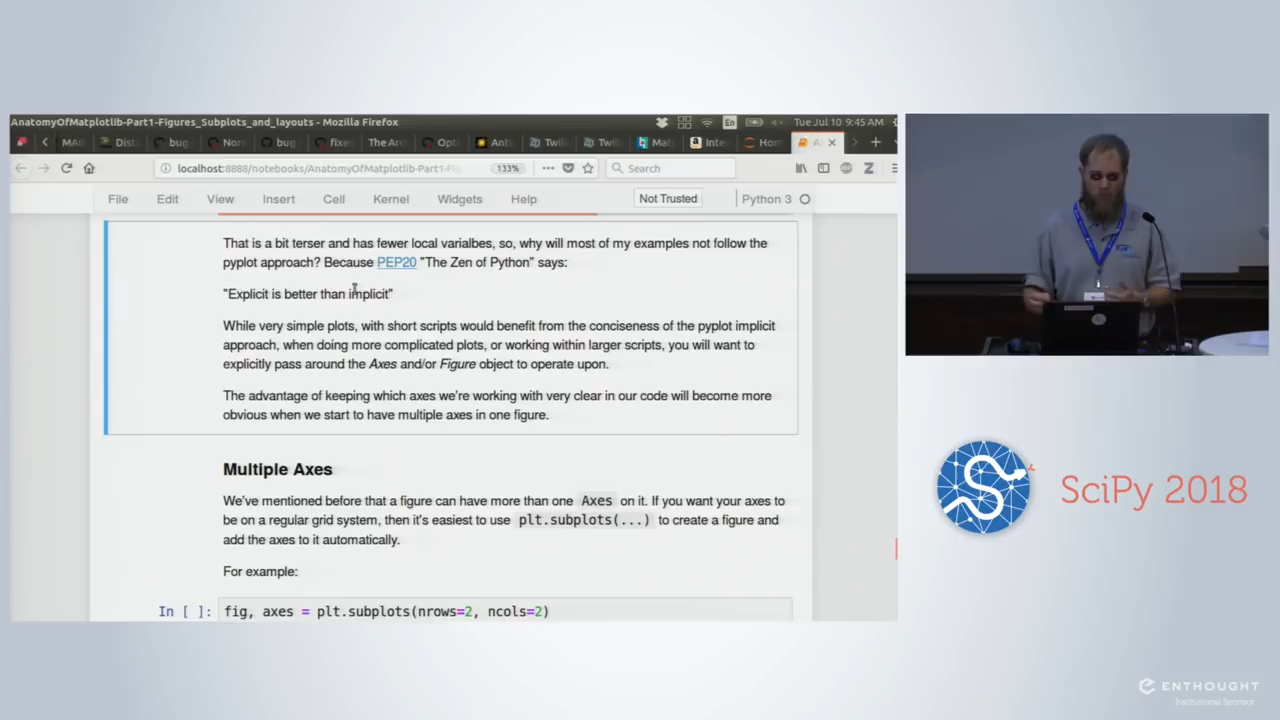 AnatomyOfMatplotlib-Part1-Figures_Subplots_and_layouts - Mozilla Firefox
En
Tue Jul 10 9:45 AM
bug
bug
Twi
Twi
localhost:8888/notebooks/AnatomyOfMatplotlib-Part1-Fi
133%
Search
File Edit View Insert Cell Kernel Widgets Help
Not Trusted
Python 3
That is a bit terser and has fewer local varialbes, so, why will most of my examples not follow the
pyplot approach? Because PEP20 "The Zen of Python" says:
"Explicit is better than implicit"
While very simple plots, with short scripts would benefit from the conciseness of the pyplot implicit
approach, when doing more complicated plots, or working within larger scripts, you will want to
explicitly pass around the Axes and/or Figure object to operate upon.
The advantage of keeping which axes we're working with very clear in our code will become more
obvious when we start to have multiple axes in one figure.
Multiple Axes
We've mentioned before that a figure can have more than one Axes on it. If you want your axes to
be on a regular grid system, then it's easiest to use plt.subplots(...) to create a figure and
add the axes to it automatically.
For example:
In [ ]: fig, axes = plt.subplots(nrows=2, ncols=2)
SciPy 2018
ENTHOUGHT
Institutional Sponsor